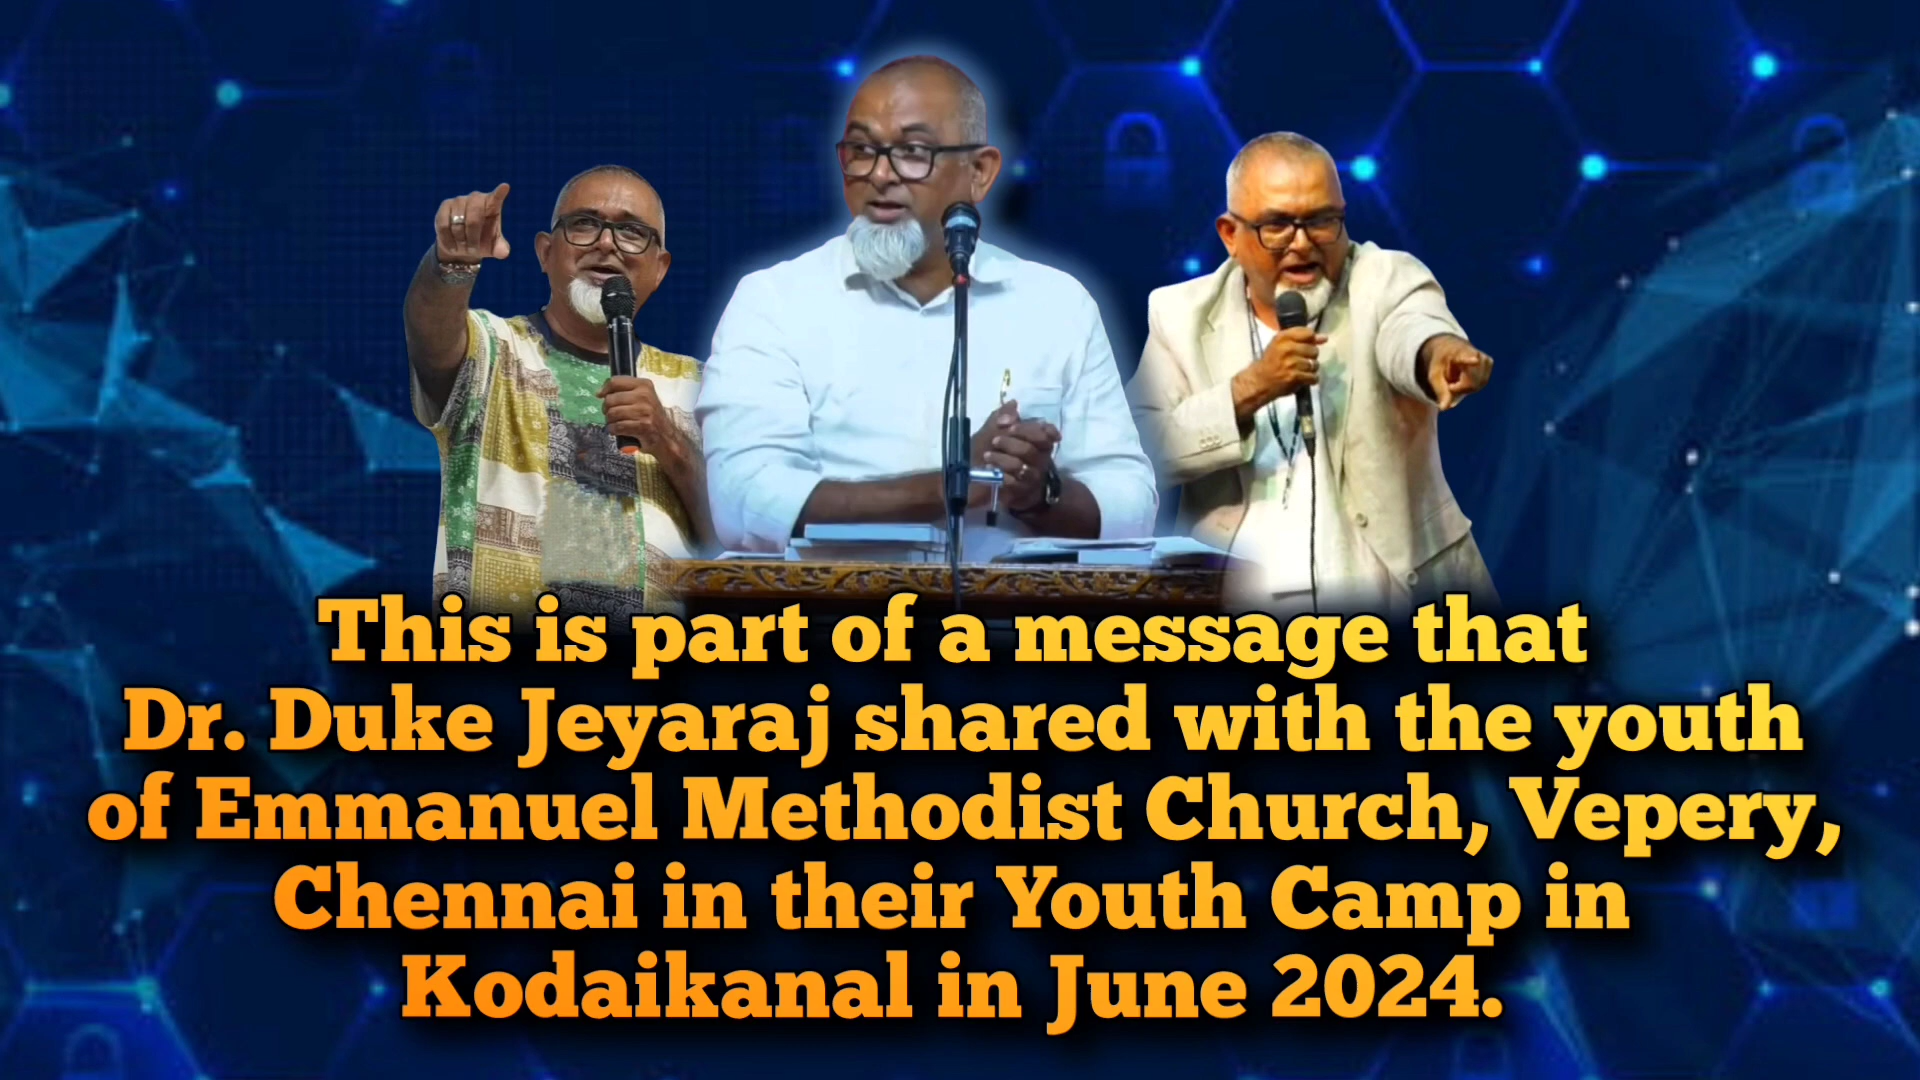 This is part of a message that
Dr. Duke Jeyaraj shared with the youth
of Emmanuel Methodist Church, Vepery,
Chennai in their Youth Camp in
Kodaikanal in June 2024.